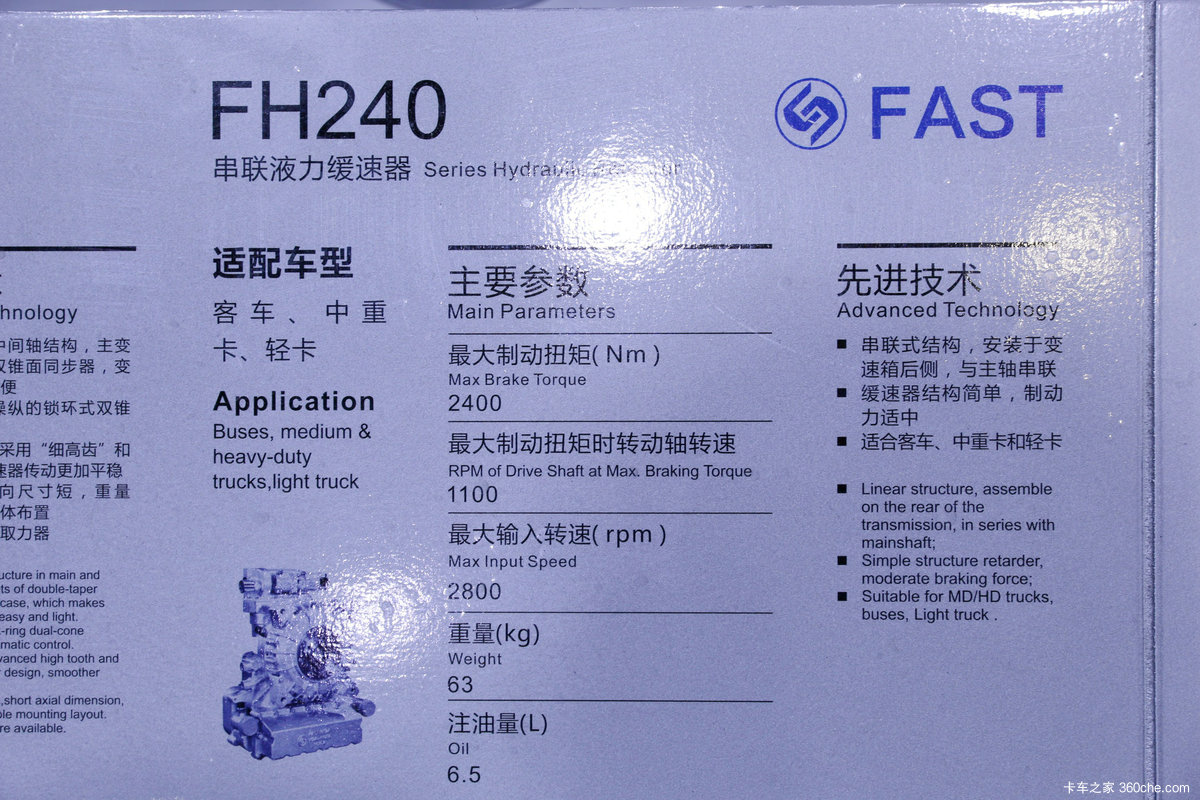 FH240
串联液力缓速器 Series Hydraulic
FAST
hnology
中间轴结构，主变
双锥面同步器，变
便
操纵的锁环式双锥
采用“细高齿”和
速器传动更加平稳
向尺寸短，重量
体布置
取力器
ucture in main and
ts of double-taper
case, which makes
easy and light.
-ring dual-cone
matic control.
vanced high tooth and
design, smoother
,short axial dimension,
le mounting layout.
re available.
适配车型
客车、中重
卡、轻卡
Application
Buses, medium &
heavy-duty
trucks,light truck
主要参数
Main Parameters
最大制动扭矩( Nm )
Max Brake Torque
2400
最大制动扭矩时转动轴转速
RPM of Drive Shaft at Max. Braking Torque
1100
最大输入转速( rpm )
Max Input Speed
2800
重量(kg)
Weight
63
注油量(L)
Oil
6.5
先进技术
Advanced Technology
■ 串联式结构，安装于变
速箱后侧，与主轴串联
■ 缓速器结构简单，制动
力适中
■ 适合客车、中重卡和轻卡
■ Linear structure, assemble
on the rear of the
transmission, in series with
mainshaft;
■ Simple structure retarder,
moderate braking force;
■ Suitable for MD/HD trucks,
buses, Light truck .
卡车之家 360che.com